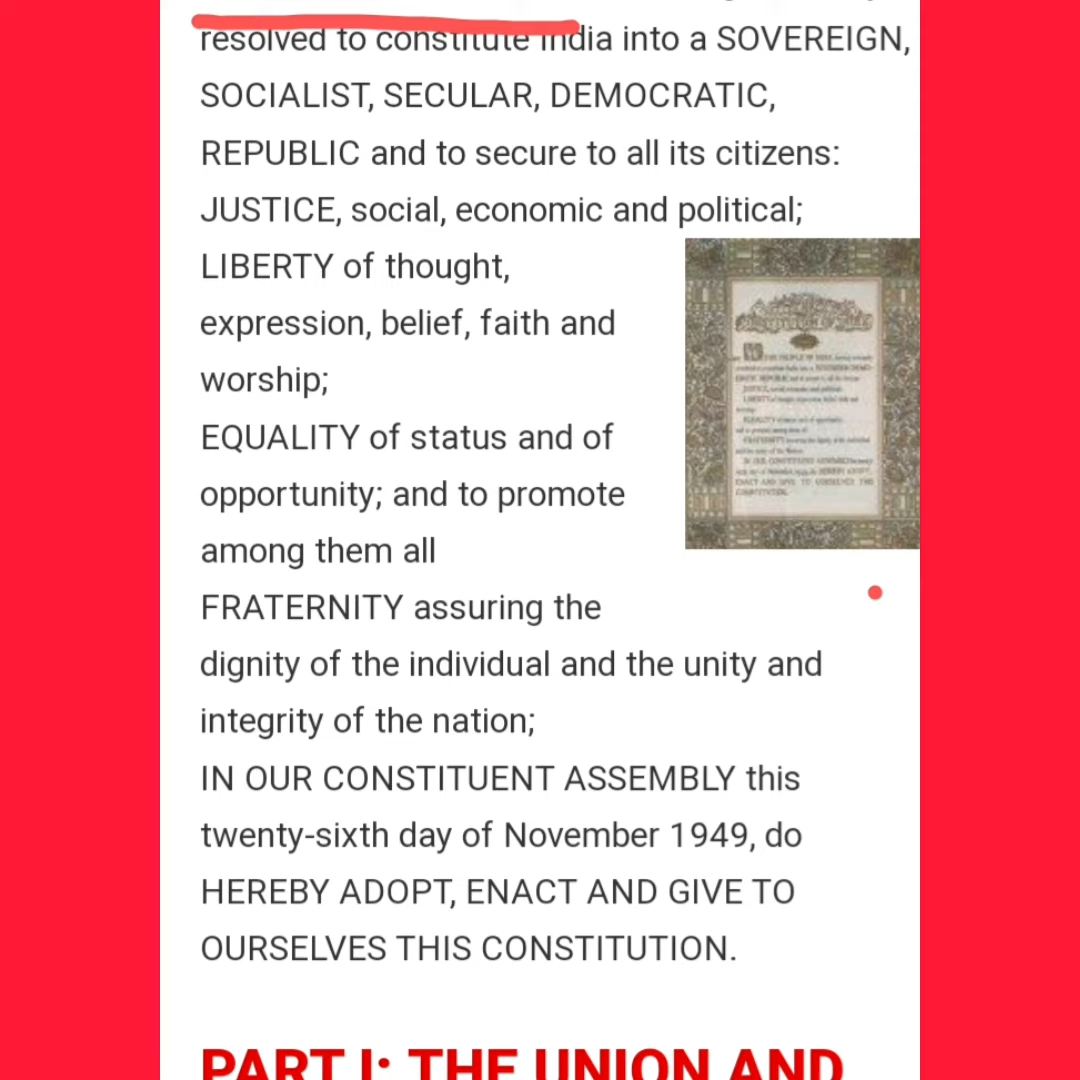 resolved to constitute India into a SOVEREIGN,
SOCIALIST, SECULAR, DEMOCRATIC,
REPUBLIC and to secure to all its citizens:
JUSTICE, social, economic and political;
LIBERTY of thought,
expression, belief, faith and
worship;
EQUALITY of status and of
opportunity; and to promote
among them all
FRATERNITY assuring the
dignity of the individual and the unity and
integrity of the nation;
IN OUR CONSTITUENT ASSEMBLY this
twenty-sixth day of November 1949, do
HEREBY ADOPT, ENACT AND GIVE TO
OURSELVES THIS CONSTITUTION.
PART I: THE UNION AND